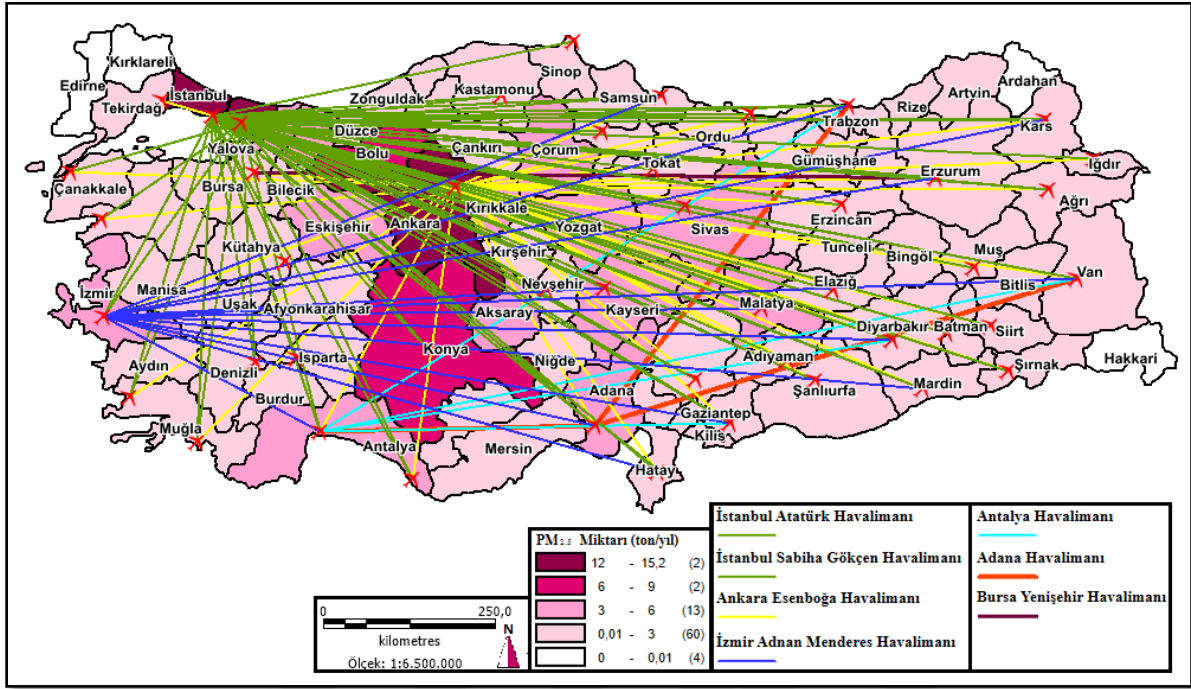 Kırklareli
Edirne
Tekirdağ
İstanbul
Zonguldak
Kastamonu
Sinop
Samsun
Ordu
Trabzon
Rize
Artvin
Ardahan
Kars
Iğdır
Çanakkale
Yalova
Bursa
Bilecik
Düzce
Bolu
Çankırı
Çorum
Tokat
Gümüşhane
Erzurum
Ağrı
Kütahya
Eskişehir
Ankara
Kırıkkale
Kırşehir
Yozgat
Sivas
Erzincan
Tunceli
Bingöl
Muş
Van
Bitlis
İzmir
Manisa
Uşak
Afyonkarahisar
Aksaray
Nevşehir
Kayseri
Malatya
Elazığ
Diyarbakır
Batman
Siirt
Şırnak
Hakkari
Aydın
Denizli
Isparta
Burdur
Konya
Niğde
Adana
Adıyaman
Şanlıurfa
Mardin
Muğla
Antalya
Mersin
Gaziantep
Kilis
Hatay
0 250,0
kilometres
Ölçek: 1:6.500.000
N
PM2.5 Miktarı (ton/yıl)
12 - 15,2 (2)
6 - 9 (2)
3 - 6 (13)
0,01 - 3 (60)
0 - 0,01 (4)
İstanbul Atatürk Havalimanı
İstanbul Sabiha Gökçen Havalimanı
Ankara Esenboğa Havalimanı
İzmir Adnan Menderes Havalimanı
Antalya Havalimanı
Adana Havalimanı
Bursa Yenişehir Havalimanı